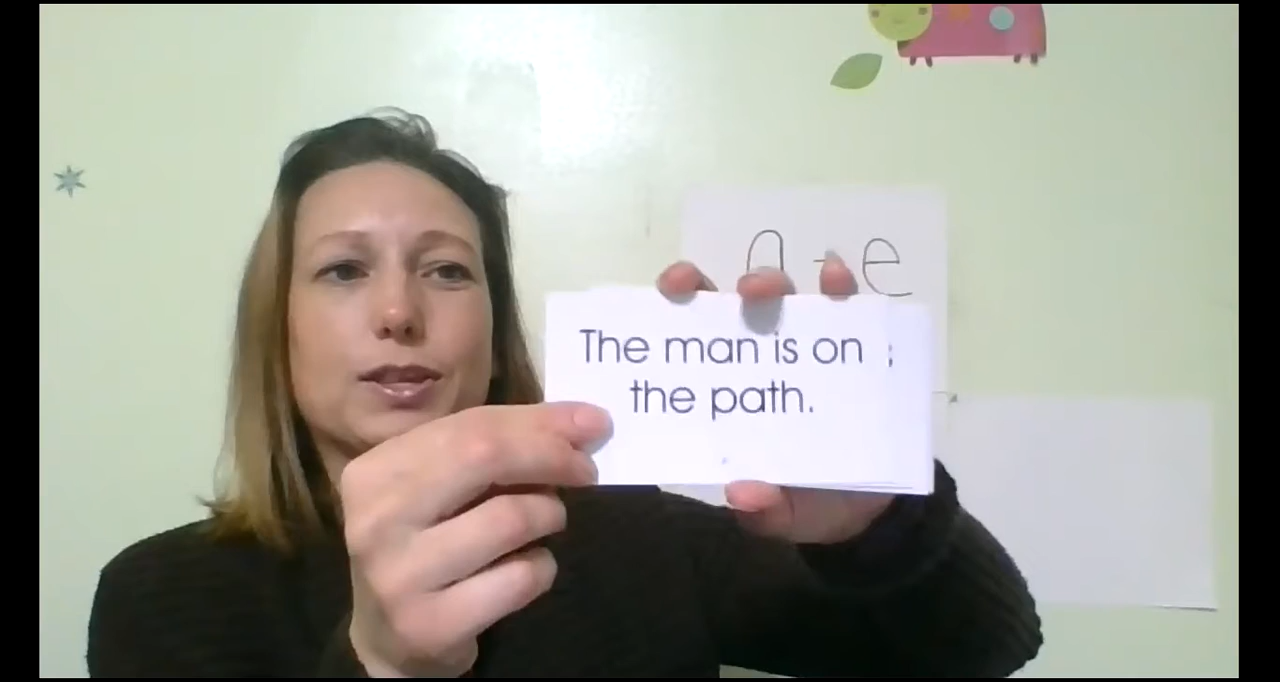 a-e
The man is on
the path.